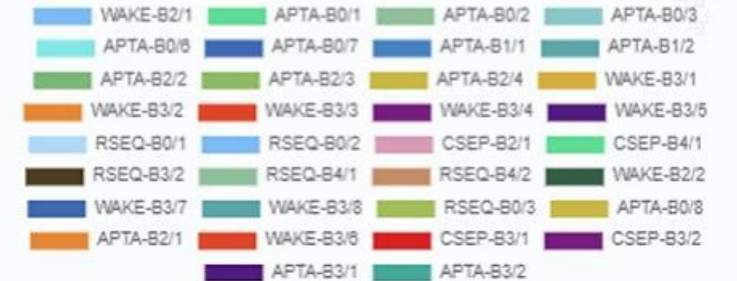 WAKE-B2/1 APTA-B0/1 APTA-B0/2 APTA-B0/3
APTA-B0/6 APTA-B0/7 APTA-B1/1 APTA-B1/2
APTA-B2/2 APTA-B2/3 APTA-B2/4 WAKE-B3/1
WAKE-B3/2 WAKE-B3/3 WAKE-B3/4 WAKE-B3/5
RSEQ-B0/1 RSEQ-B0/2 CSEP-B2/1 CSEP-B4/1
RSEQ-B3/2 RSEQ-B4/1 RSEQ-B4/2 WAKE-B2/2
WAKE-B3/7 WAKE-B3/8 RSEQ-B0/3 APTA-B0/8
APTA-B2/1 WAKE-B3/6 CSEP-B3/1 CSEP-B3/2
APTA-B3/1 APTA-B3/2